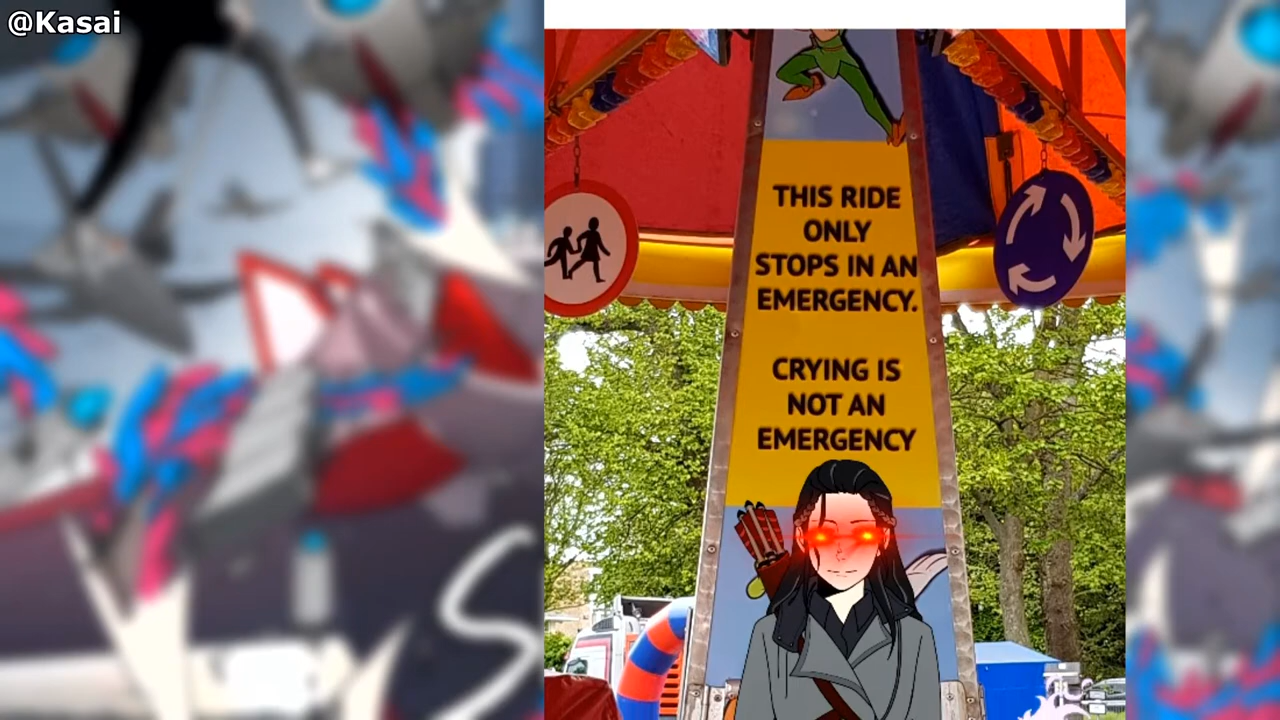 @Kasai
THIS RIDE
ONLY
STOPS IN AN
EMERGENCY.
CRYING IS
NOT AN
EMERGENCY